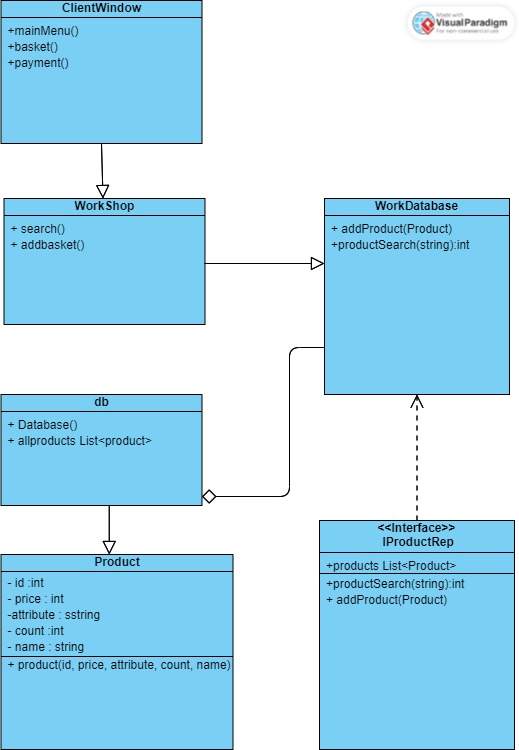 ClientWindow
+mainMenu()
+basket()
+payment()
Made with
VisualParadigm
For non-commercial use
WorkShop
+ search()
+ addbasket()
WorkDatabase
+ addProduct(Product)
+productSearch(string):int
db
+ Database()
+ allproducts List<product>
Product
- id :int
- price : int
-attribute : sstring
- count :int
- name : string
+ product(id, price, attribute, count, name)
<<Interface>>
IProductRep
+products List<Product>
+productSearch(string):int
+ addProduct(Product)